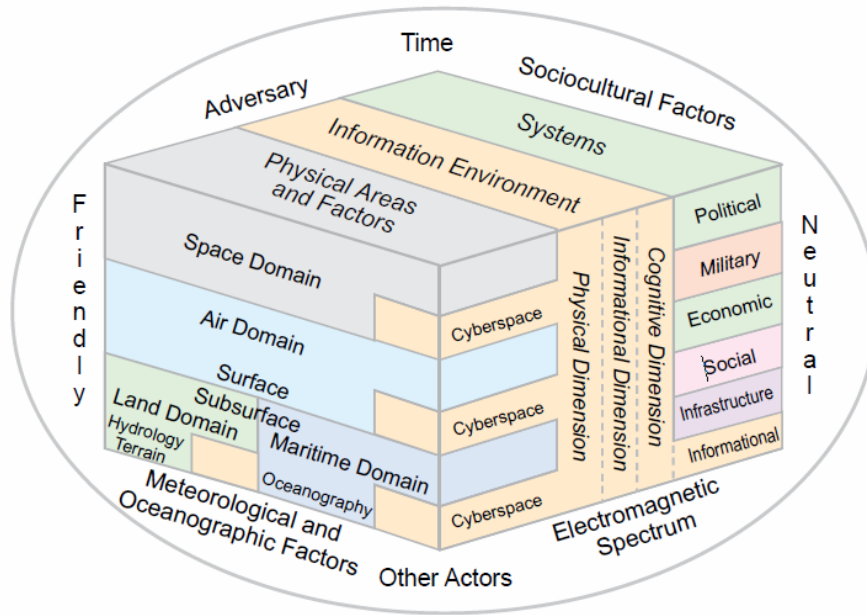 Time
Sociocultural Factors
Adversary
Systems
Information Environment
Physical Areas
and Factors
Friendly
Neutral
Space Domain
Air Domain
Surface
Subsurface
Land Domain
Hydrology
Terrain
Maritime Domain
Oceanography
Cyberspace
Cyberspace
Cyberspace
Physical Dimension
Informational Dimension
Cognitive Dimension
Political
Military
Economic
Social
Infrastructure
Informational
Meteorological and
Oceanographic Factors
Electromagnetic
Spectrum
Other Actors